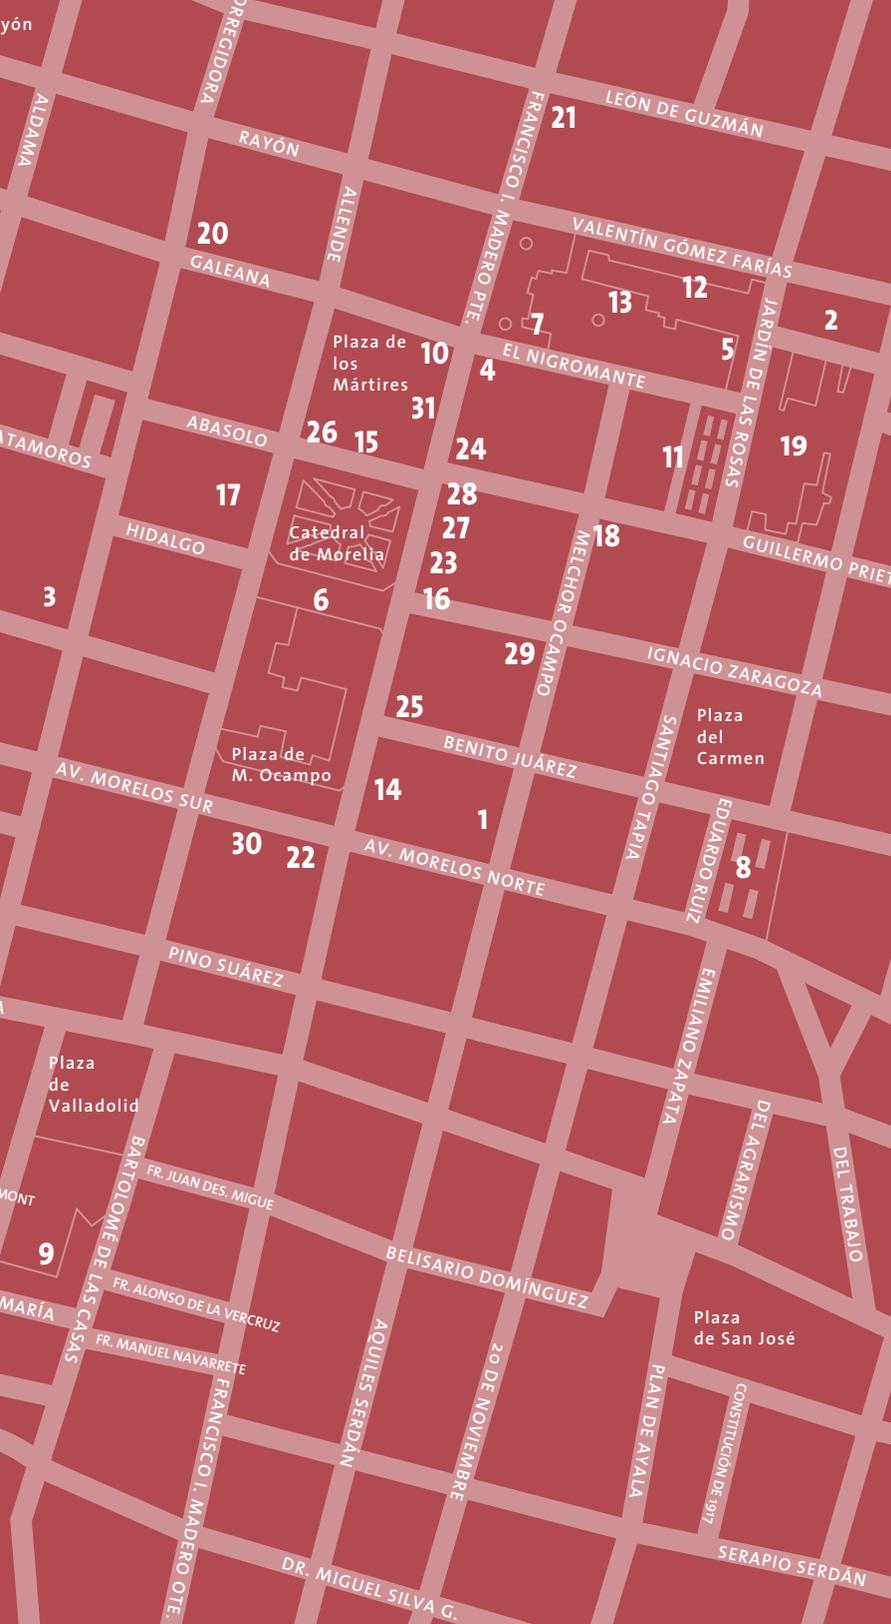 yón
ORREGIDORA
LEÓN DE GUZMÁN
ALDAMA
FRANCISCO I. MADERO PTE.
21
RAYÓN
ALLENDE
20
VALENTÍN GÓMEZ FARÍAS
GALEANA
12
13
JARDÍN DE LAS ROSAS
2
7
Plaza de
los
Mártires
10
4
EL NIGROMANTE
5
31
ABASOLO
26
15
24
11
19
ATAMOROS
17
28
Catedral
de Morelia
27
18
HIDALGO
23
MELCHOR OCAMPO
GUILLERMO PRIET
3
6
16
29
IGNACIO ZARAGOZA
25
SANTIAGO TAPIA
Plaza
del
Carmen
Plaza de
M. Ocampo
BENITO JUÁREZ
AV. MORELOS SUR
14
1
EDUARDO RUIZ
30
22
AV. MORELOS NORTE
8
PINO SUÁREZ
EMILIANO ZAPATA
A
Plaza
de
Valladolid
DEL AGRARISMO
BARTOLOMÉ DE LAS CASAS
FR. JUAN DES. MIGUE
DEL TRABAJO
MONT
9
BELISARIO DOMÍNGUEZ
MARÍA
FR. ALONSO DE LA VERCRUZ
FR. MANUEL NAVARRETE
Plaza
de San José
AQUILES SERDÁN
20 DE NOVIEMBRE
PLAN DE AYALA
CONSTITUCIÓN DE 1917
FRANCISCO I. MADERO OTE.
DR. MIGUEL SILVA G.
SERAPIO SERDÁN